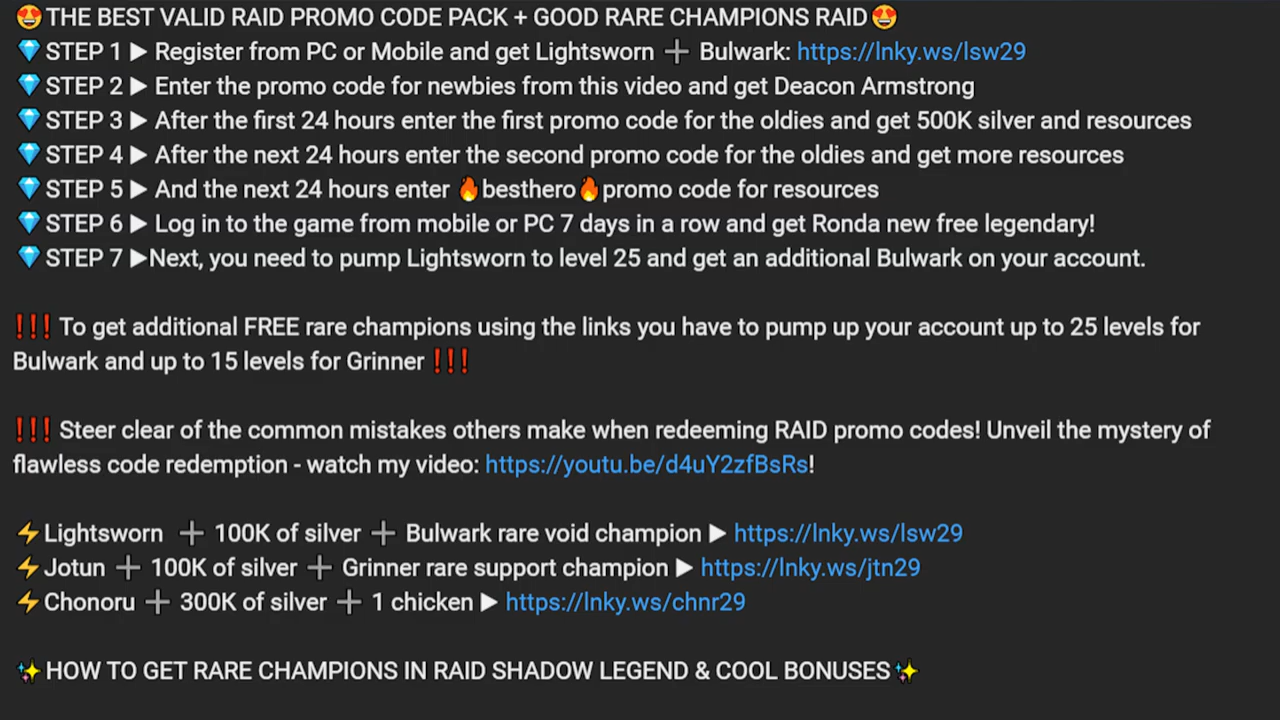 😍THE BEST VALID RAID PROMO CODE PACK + GOOD RARE CHAMPIONS RAID😍
💎STEP 1 ▶ Register from PC or Mobile and get Lightsworn ➕ Bulwark: https://lnky.ws/lsw29
💎STEP 2 ▶ Enter the promo code for newbies from this video and get Deacon Armstrong
💎STEP 3 ▶ After the first 24 hours enter the first promo code for the oldies and get 500K silver and resources
💎STEP 4 ▶ After the next 24 hours enter the second promo code for the oldies and get more resources
💎STEP 5 ▶ And the next 24 hours enter 🔥besthero🔥promo code for resources
💎STEP 6 ▶ Log in to the game from mobile or PC 7 days in a row and get Ronda new free legendary!
💎STEP 7 ▶Next, you need to pump Lightsworn to level 25 and get an additional Bulwark on your account.
❗❗❗ To get additional FREE rare champions using the links you have to pump up your account up to 25 levels for
Bulwark and up to 15 levels for Grinner ❗❗❗
❗❗❗ Steer clear of the common mistakes others make when redeeming RAID promo codes! Unveil the mystery of
flawless code redemption - watch my video: https://youtu.be/d4uY2zfBsRs!
⚡Lightsworn ➕ 100K of silver ➕ Bulwark rare void champion ▶ https://lnky.ws/lsw29
⚡Jotun ➕ 100K of silver ➕ Grinner rare support champion ▶ https://lnky.ws/jtn29
⚡Chonoru ➕ 300K of silver ➕ 1 chicken ▶ https://lnky.ws/chnr29
✨HOW TO GET RARE CHAMPIONS IN RAID SHADOW LEGEND & COOL BONUSES✨